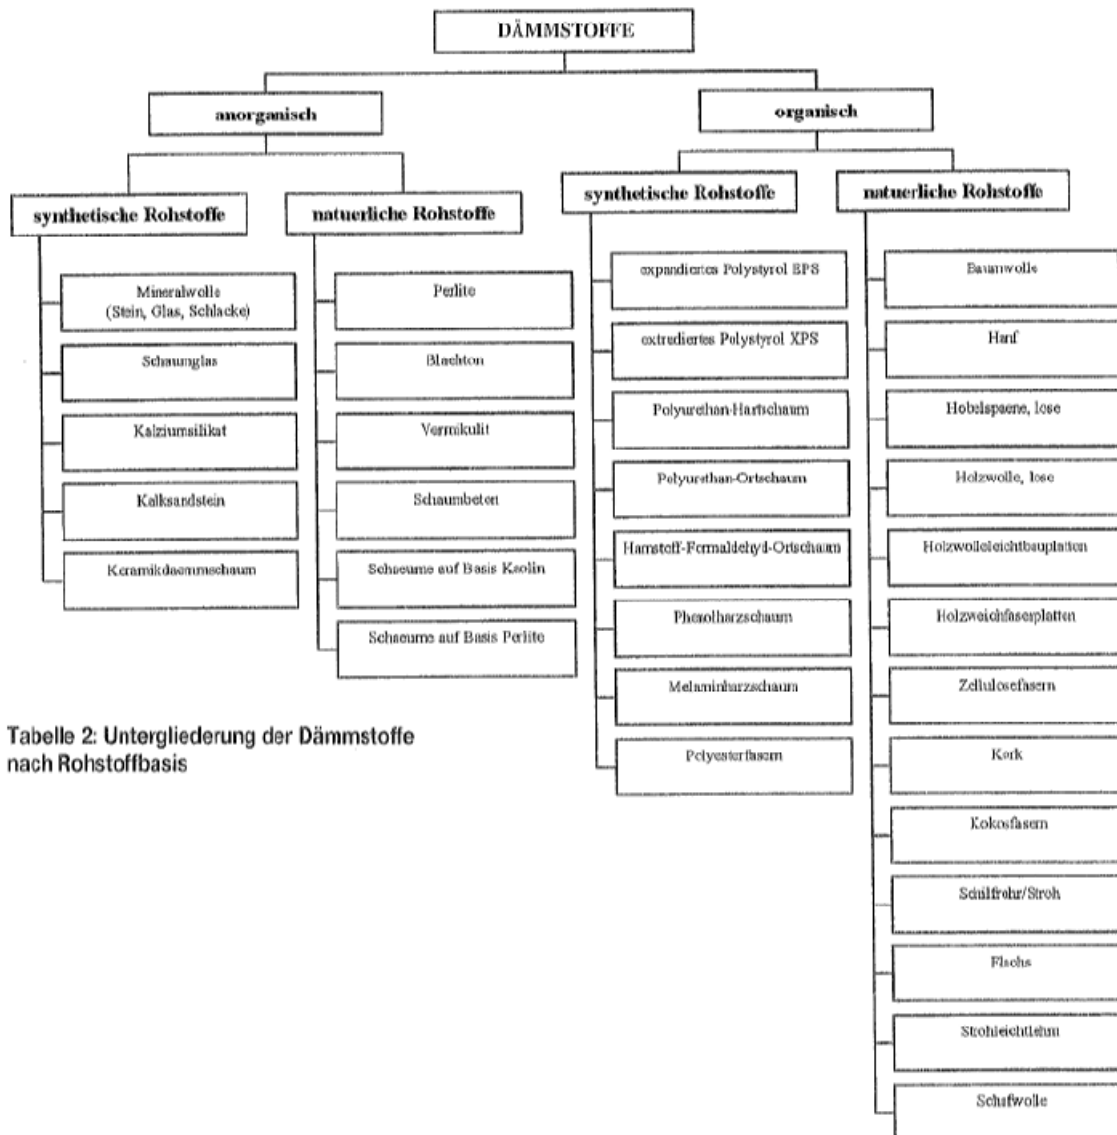 DÄMMSTOFFE
anorganisch
organisch
synthetische Rohstoffe
natuerliche Rohstoffe
synthetische Rohstoffe
natuerliche Rohstoffe
Mineralwolle
(Stein, Glas, Schlacke)
Schaumglas
Kalziumsilikat
Kalksandstein
Keramikdaemmschaum
Perlite
Blaehton
Vermikulit
Schaumbeton
Schaeume auf Basis Kaolin
Schaeume auf Basis Perlite
expandiertes Polystyrol EPS
extrudiertes Polystyrol XPS
Polyurethan-Hartschaum
Polyurethan-Ortschaum
Harnstoff-Formaldehyd-Ortschaum
Phenolharzschaum
Melaminharzschaum
Polyesterfasern
Baumwolle
Hanf
Hobelspaene, lose
Holzwolle, lose
Holzwolleleichtbauplatten
Holzweichfaserplatten
Zellulosefasern
Kork
Kokosfasern
Schilfrohr/Stroh
Flachs
Strohleichtlehm
Schafwolle
Tabelle 2: Untergliederung der Dämmstoffe
nach Rohstoffbasis